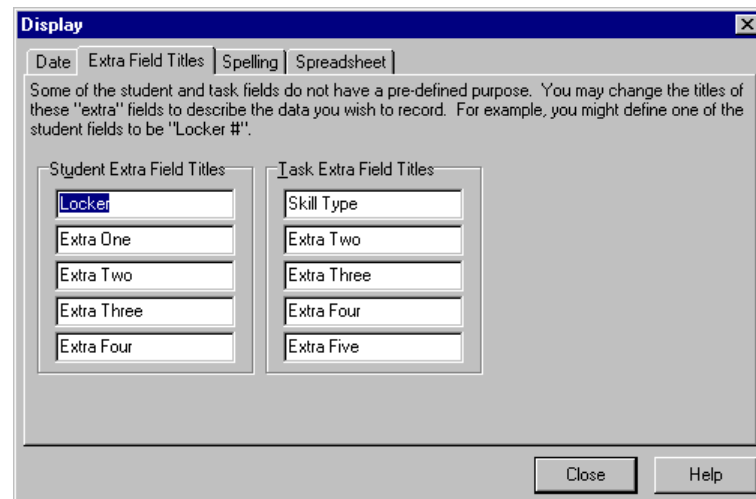 Display
Date Extra Field Titles Spelling Spreadsheet
Some of the student and task fields do not have a pre-defined purpose. You may change the titles of
these "extra" fields to describe the data you wish to record. For example, you might define one of the
student fields to be "Locker #".
Student Extra Field Titles
Locker
Extra One
Extra Two
Extra Three
Extra Four
Task Extra Field Titles
Skill Type
Extra Two
Extra Three
Extra Four
Extra Five
Close Help